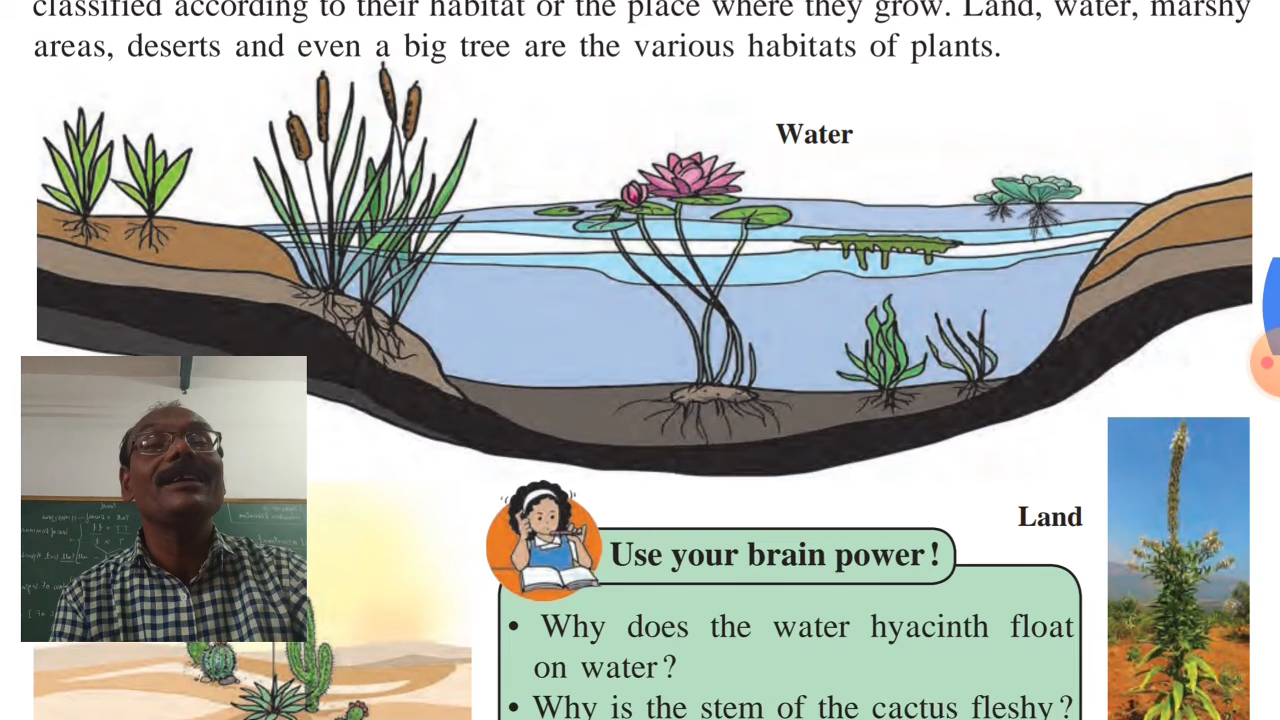 classified according to their habitat or the place where they grow. Land, water, marshy
areas, deserts and even a big tree are the various habitats of plants.
Water
Land
Use your brain power!
• Why does the water hyacinth float
on water?
• Why is the stem of the cactus fleshy?